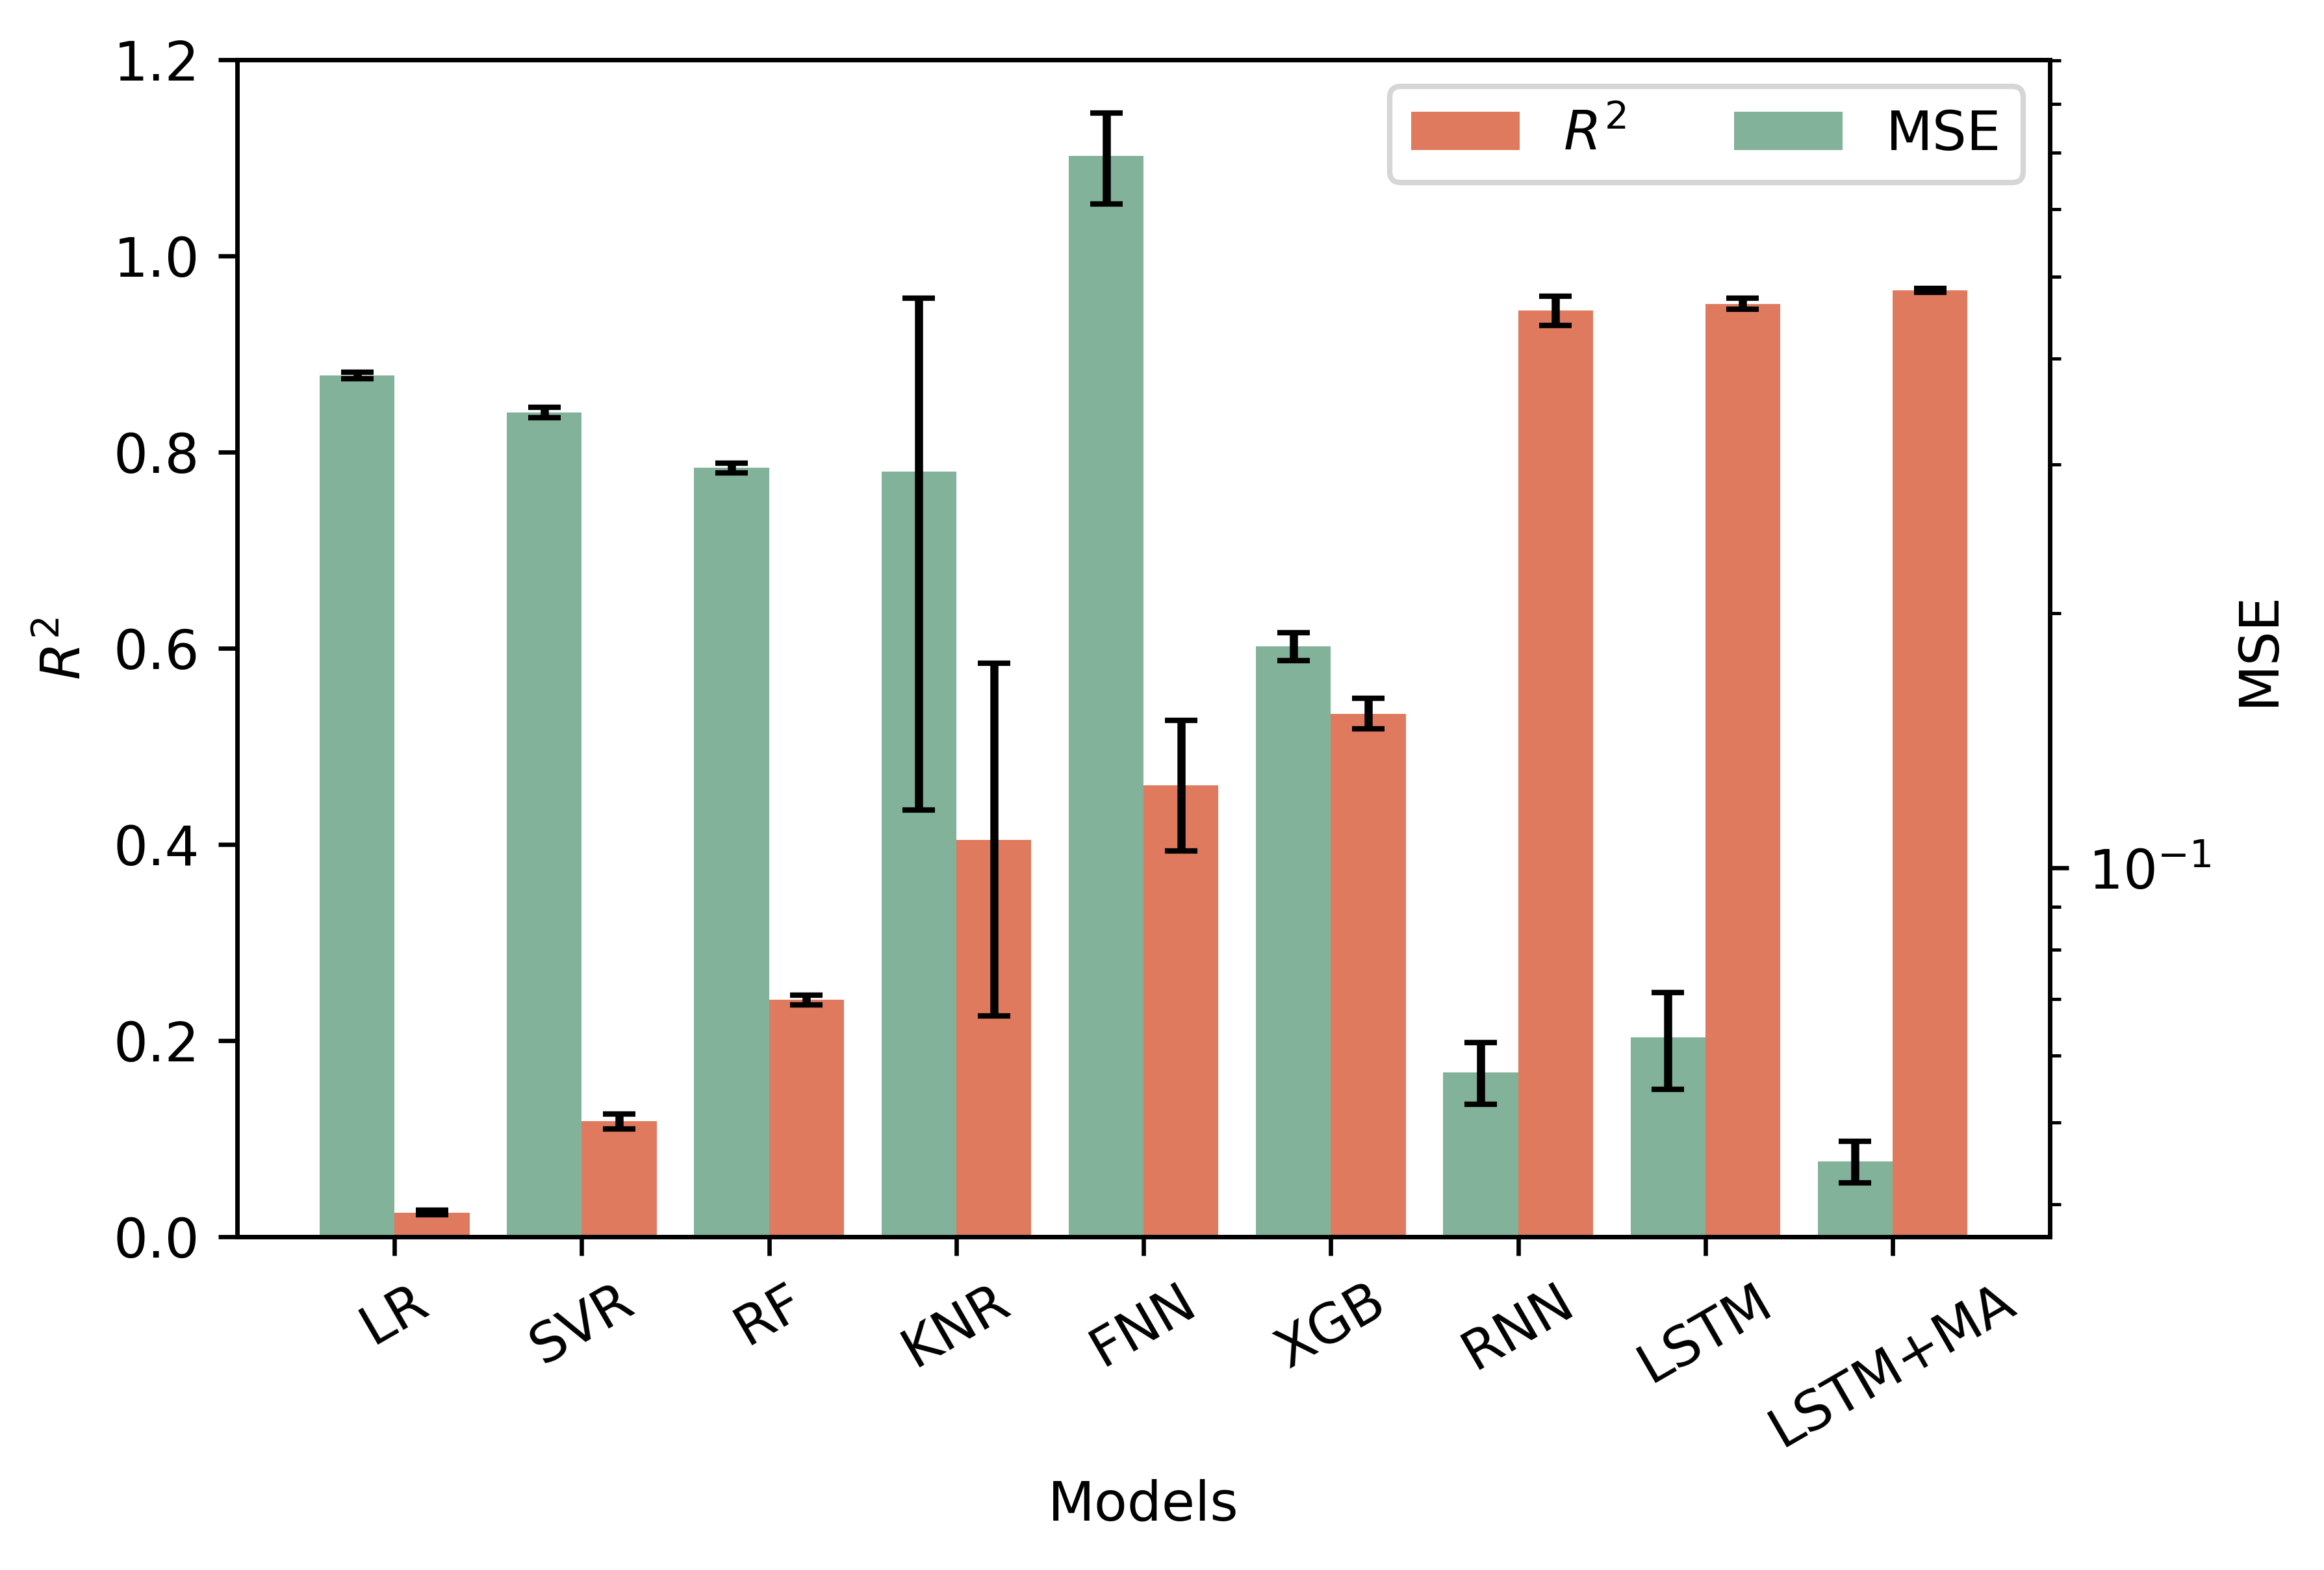 R²
MSE
1.2
1.0
0.8
0.6
0.4
0.2
0.0
R²
10⁻¹
MSE
LR
SVR
RF
KNR
FNN
XGB
RNN
LSTM
LSTM+MA
Models